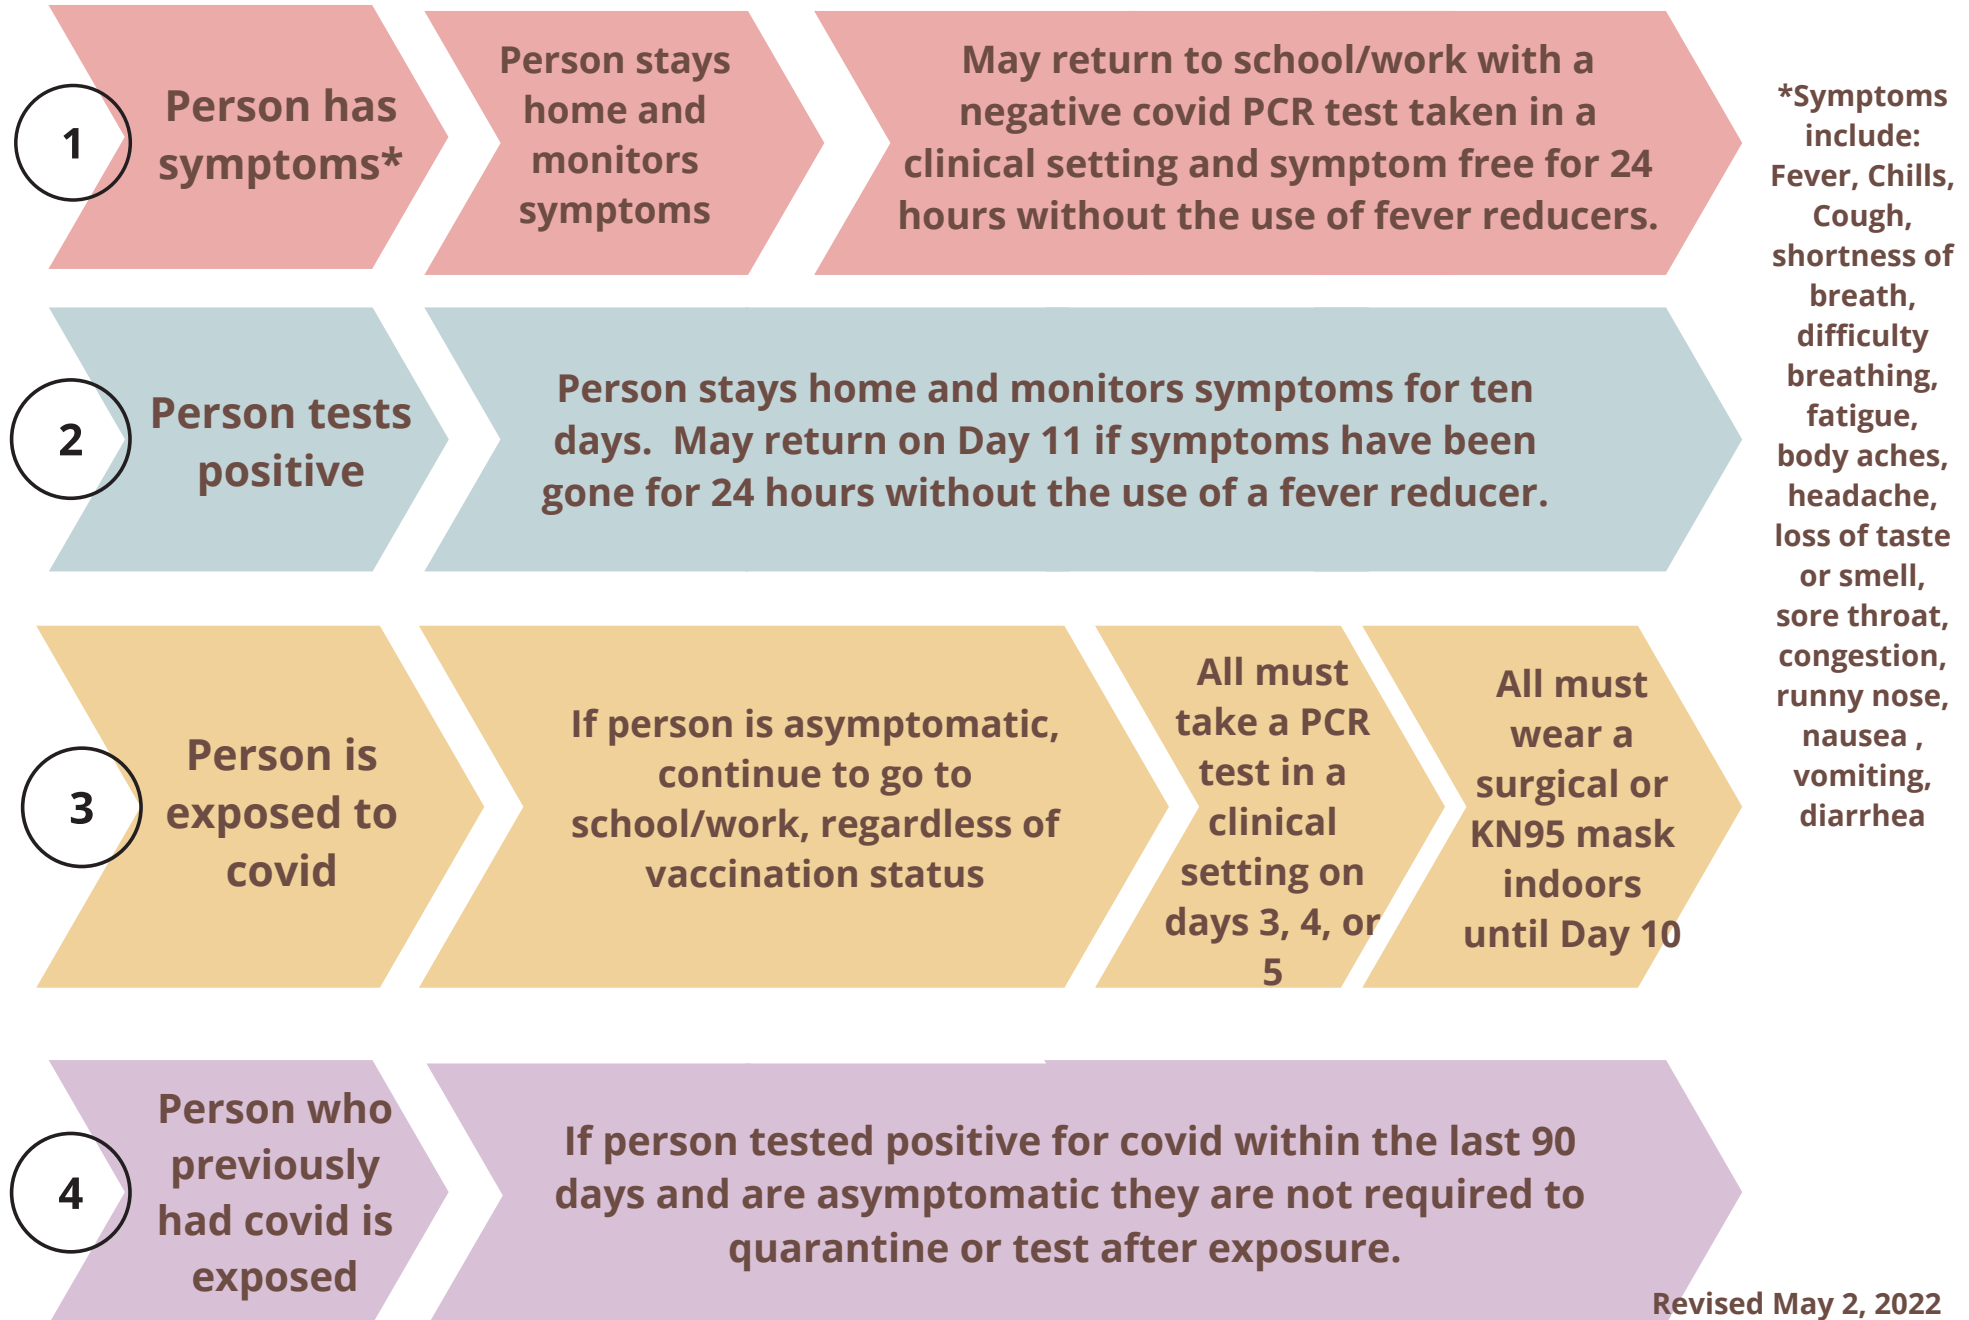 1
Person has
symptoms*
Person stays
home and
monitors
symptoms
May return to school/work with a
negative covid PCR test taken in a
clinical setting and symptom free for 24
hours without the use of fever reducers.
2
Person tests
positive
Person stays home and monitors symptoms for ten
days.  May return on Day 11 if symptoms have been
gone for 24 hours without the use of a fever reducer.
3
Person is
exposed to
covid
If person is asymptomatic,
continue to go to
school/work, regardless of
vaccination status
All must
take a PCR
test in a
clinical
setting on
days 3, 4, or
5
All must
wear a
surgical or
KN95 mask
indoors
until Day 10
4
Person who
previously
had covid is
exposed
If person tested positive for covid within the last 90
days and are asymptomatic they are not required to
quarantine or test after exposure.
*Symptoms
include:
Fever, Chills,
Cough,
shortness of
breath,
difficulty
breathing,
fatigue,
body aches,
headache,
loss of taste
or smell,
sore throat,
congestion,
runny nose,
nausea ,
vomiting,
diarrhea
Revised May 2, 2022